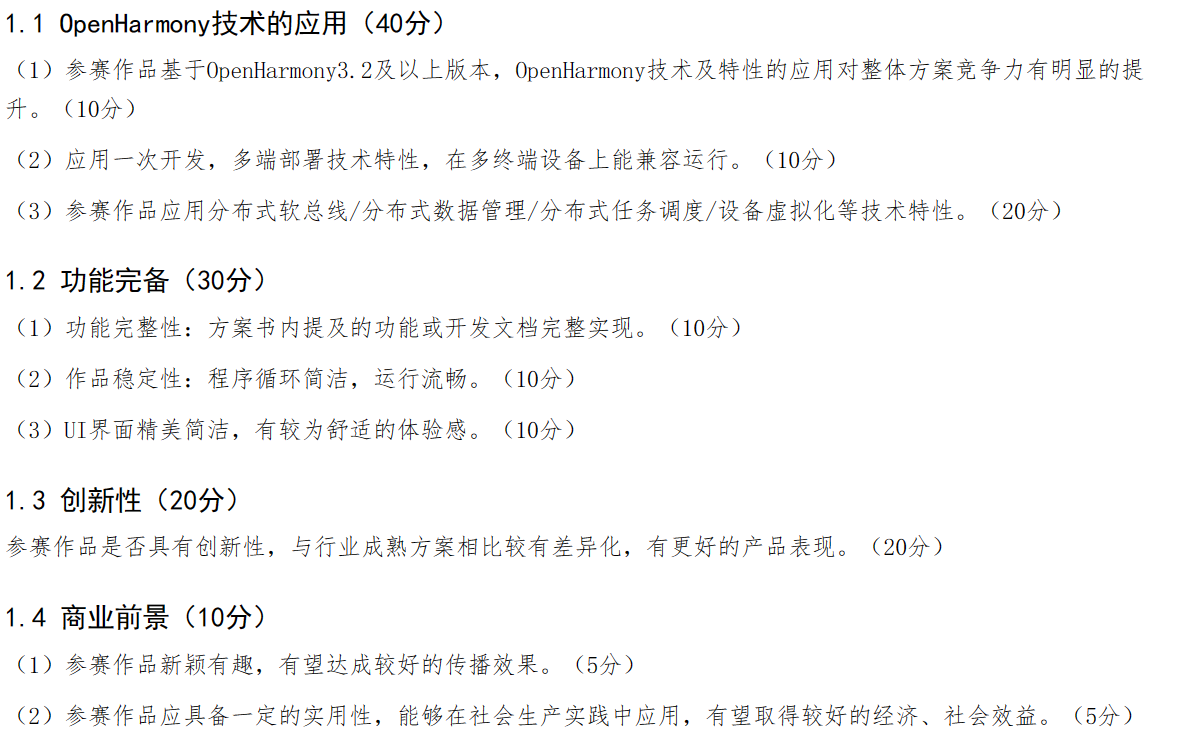 1.1 OpenHarmony技术的应用（40分）
（1）参赛作品基于OpenHarmony3.2及以上版本，OpenHarmony技术及特性的应用对整体方案竞争力有明显的提
升。（10分）
（2）应用一次开发，多端部署技术特性，在多终端设备上能兼容运行。（10分）
（3）参赛作品应用分布式软总线/分布式数据管理/分布式任务调度/设备虚拟化等技术特性。（20分）
1.2 功能完备（30分）
（1）功能完整性：方案书内提及的功能或开发文档完整实现。（10分）
（2）作品稳定性：程序循环简洁，运行流畅。（10分）
（3）UI界面精美简洁，有较为舒适的体验感。（10分）
1.3 创新性（20分）
参赛作品是否具有创新性，与行业成熟方案相比较有差异化，有更好的产品表现。（20分）
1.4 商业前景（10分）
（1）参赛作品新颖有趣，有望达成较好的传播效果。（5分）
（2）参赛作品应具备一定的实用性，能够在社会生产实践中应用，有望取得较好的经济、社会效益。（5分）